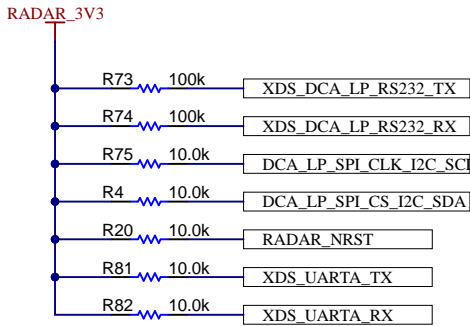 RADAR_3V3
R73 100k XDS_DCA_LP_RS232_TX
R74 100k XDS_DCA_LP_RS232_RX
R75 10.0k DCA_LP_SPI_CLK_I2C_SCL
R4 10.0k DCA_LP_SPI_CS_I2C_SDA
R20 10.0k RADAR_NRST
R81 10.0k XDS_UARTA_TX
R82 10.0k XDS_UARTA_RX